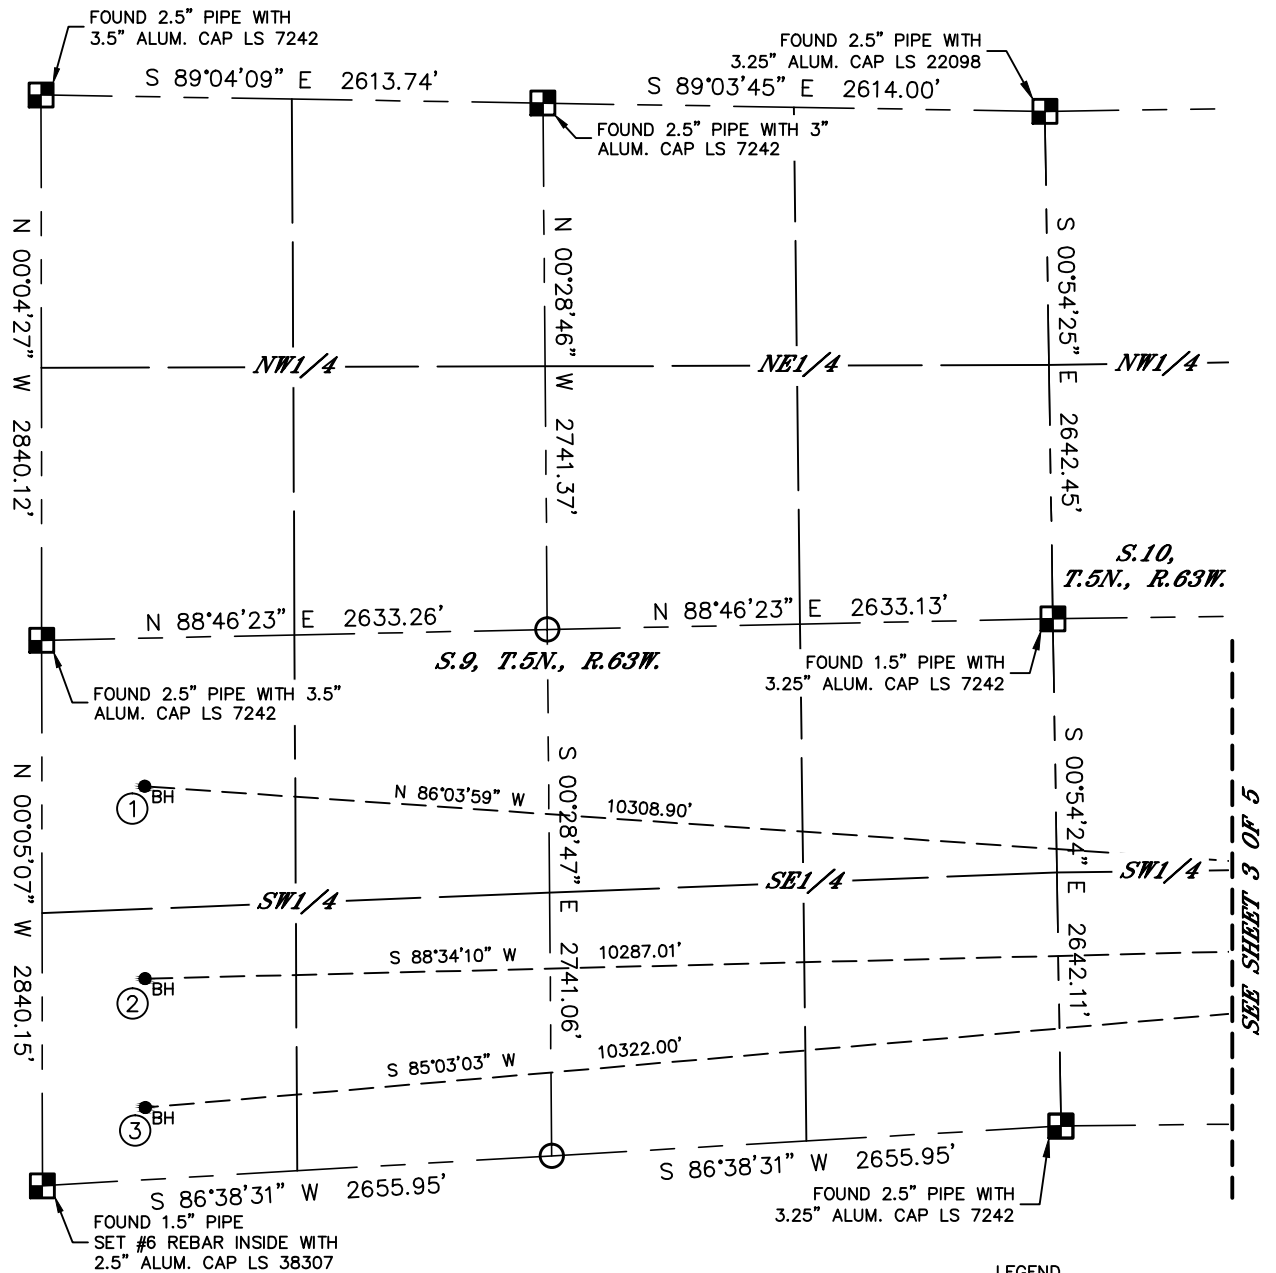 FOUND 2.5" PIPE WITH
3.5" ALUM. CAP LS 7242
FOUND 2.5" PIPE WITH
3.25" ALUM. CAP LS 22098
S 89°04'09" E 2613.74'
S 89°03'45" E 2614.00'
FOUND 2.5" PIPE WITH 3"
ALUM. CAP LS 7242
N 00°04'27" W 2840.12'
N 00°28'46" W 2741.37'
S 00°54'25" E 2642.45'
NW1/4
NE1/4
NW1/4
S.10,
T.5N., R.63W.
N 88°46'23" E 2633.26'
N 88°46'23" E 2633.13'
S.9, T.5N., R.63W.
FOUND 1.5" PIPE WITH
3.25" ALUM. CAP LS 7242
FOUND 2.5" PIPE WITH 3.5"
ALUM. CAP LS 7242
N 00°05'07" W 2840.15'
S 00°28'47" E 2741.06'
S 00°54'24" E 2642.11'
SEE SHEET 3 OF 5
1 BH
N 86°03'59" W 10308.90'
SW1/4
SE1/4
SW1/4
2 BH
S 88°34'10" W 10287.01'
3 BH
S 85°03'03" W 10322.00'
S 86°38'31" W 2655.95'
S 86°38'31" W 2655.95'
FOUND 2.5" PIPE WITH
3.25" ALUM. CAP LS 7242
FOUND 1.5" PIPE
SET #6 REBAR INSIDE WITH
2.5" ALUM. CAP LS 38307
LEGEND